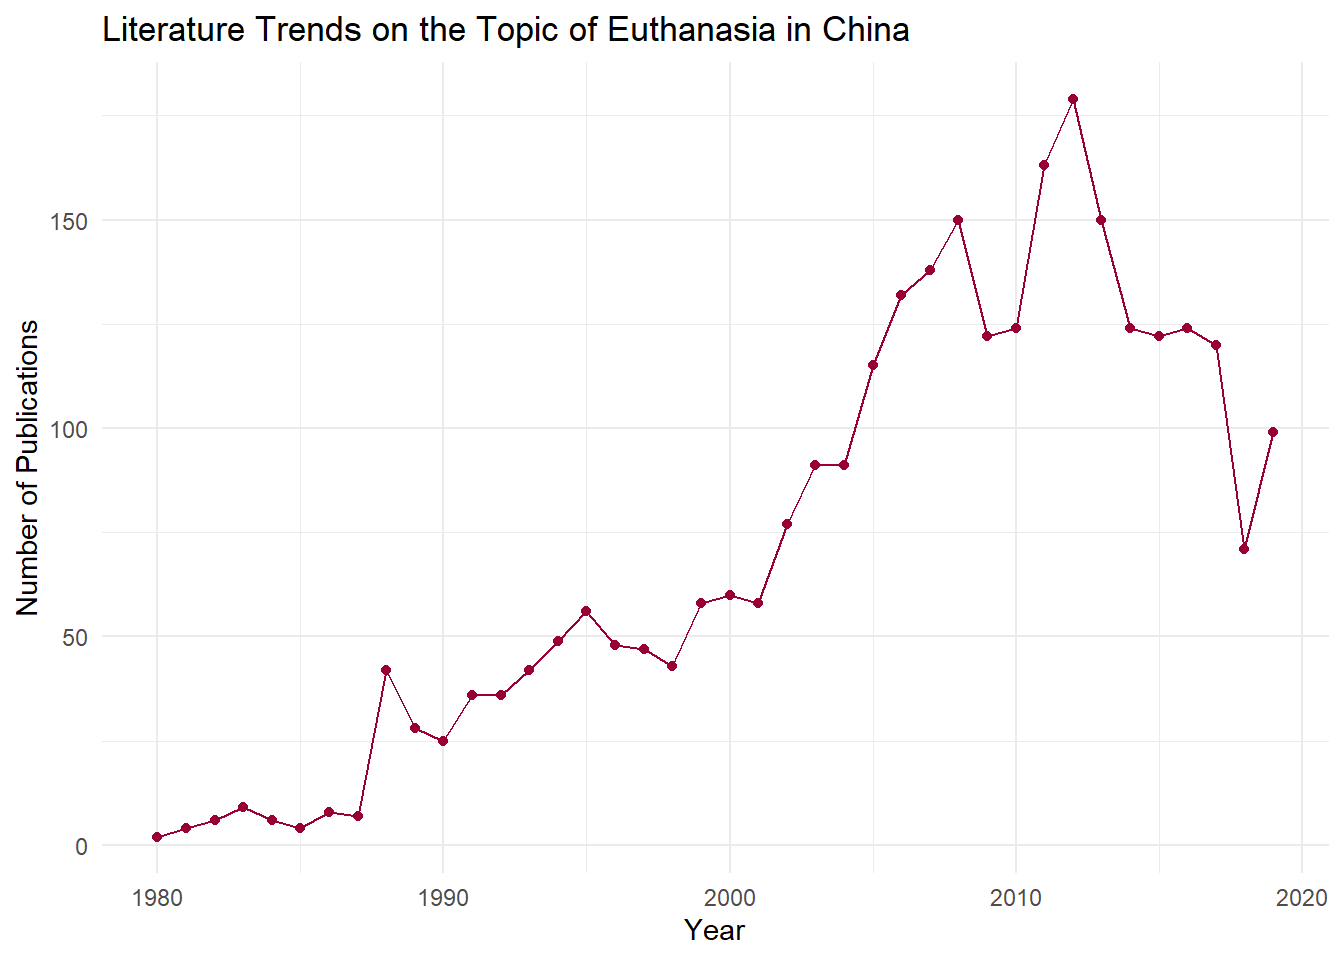 Literature Trends on the Topic of Euthanasia in China
Number of Publications
150
100
50
0
1980 1990 2000 2010 2020
Year